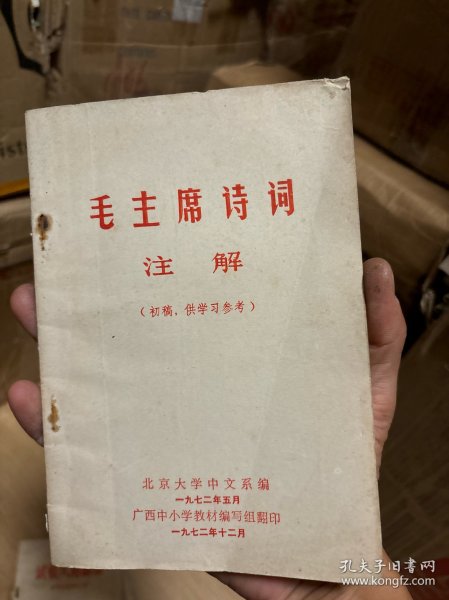 毛主席诗词
注解
（初稿，供学习参考）
北京大学中文系编
一九七二年五月
广西中小学教材编写组翻印
一九七二年十二月
孔夫子旧书网
www.kongfz.com